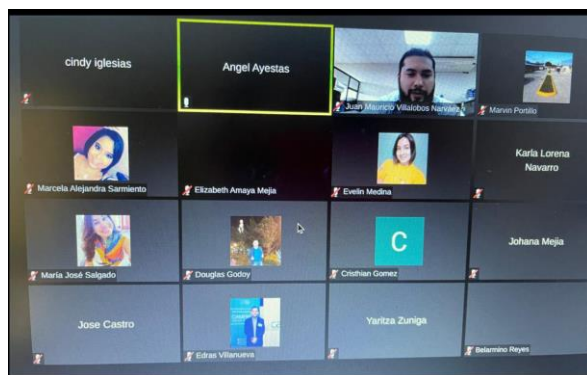 cindy iglesias
Angel Ayestas
Juan Mauricio Villalobos Narvaez
Marvin Portillo
Marcela Alejandra Sarmiento
Elizabeth Amaya Mejia
Evelin Medina
Karla Lorena
Navarro
María José Salgado
Douglas Godoy
C
Cristhian Gomez
Johana Mejia
Jose Castro
Edras Villanueva
Yaritza Zuniga
Belarmino Reyes